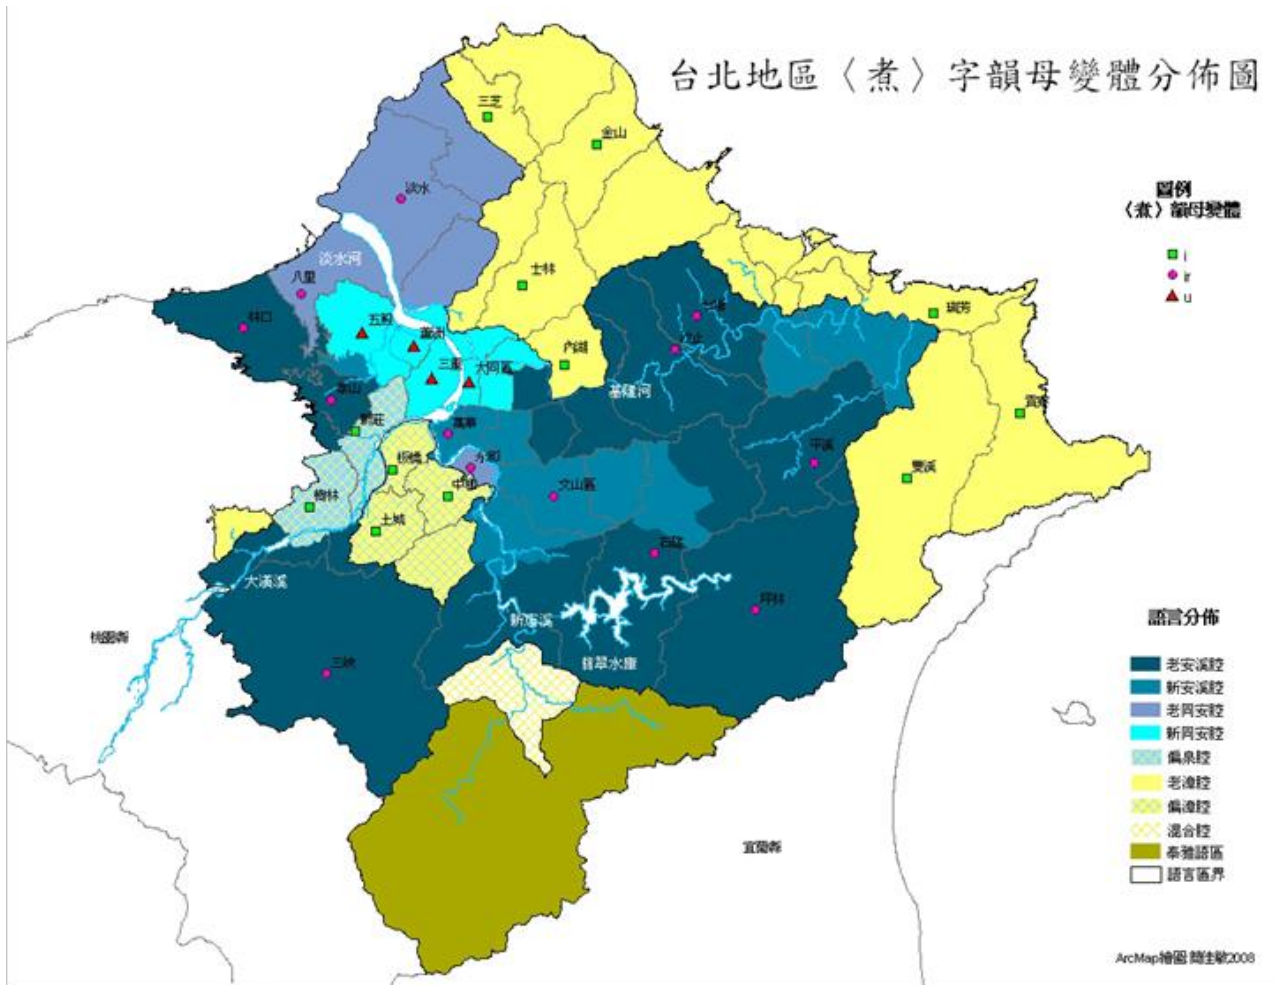 台北地區〈煮〉字韻母變體分佈圖
三芝
金山
圖例
〈煮〉韻母變體
淡水
i
ir
u
淡水河
八里
士林
林口
五股
蘆洲
瑞芳
汐止
內湖
三重
大同區
基隆河
泰山
新莊
萬華
板橋
永和
平溪
中和
文山區
雙溪
樹林
土城
石碇
大漢溪
坪林
新店溪
語言分佈
桃園縣
翡翠水庫
老安溪腔
三峽
新安溪腔
老同安腔
新同安腔
偏泉腔
老漳腔
偏漳腔
混合腔
宜蘭縣
泰雅語區
語言區界
ArcMap繪圖 簡佳敏2008